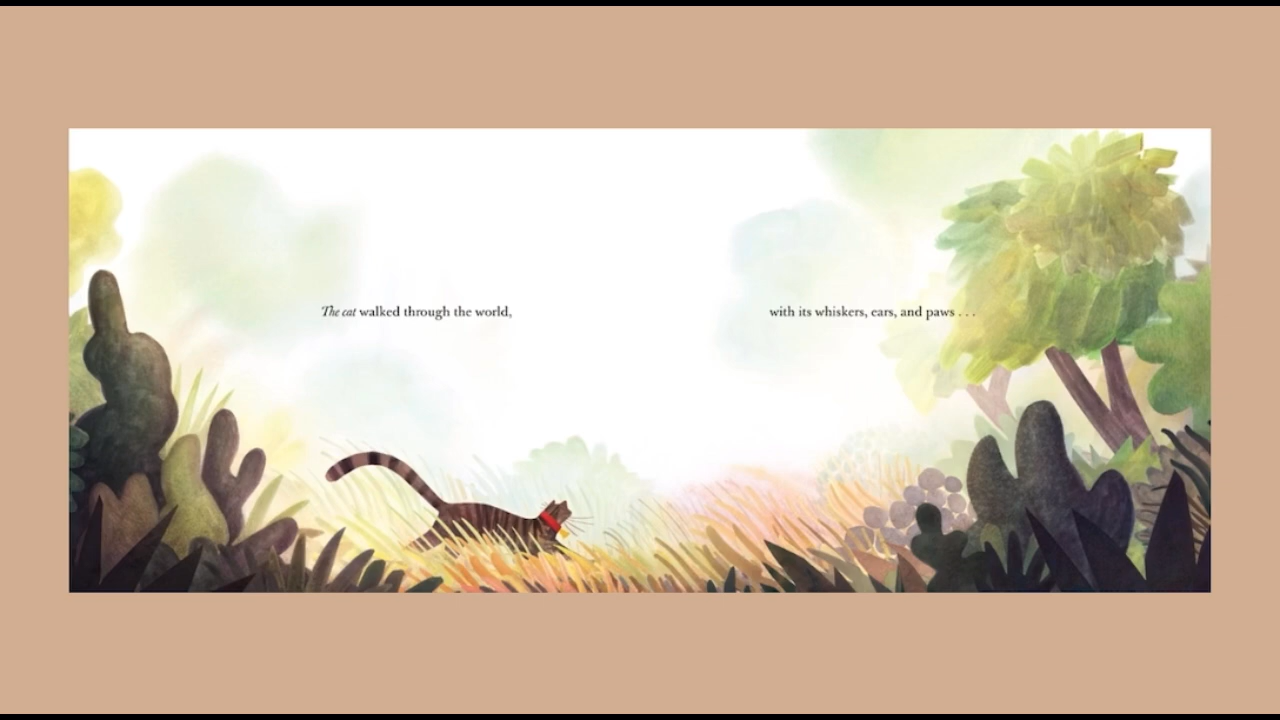 The cat walked through the world,
with its whiskers, ears, and paws . . .